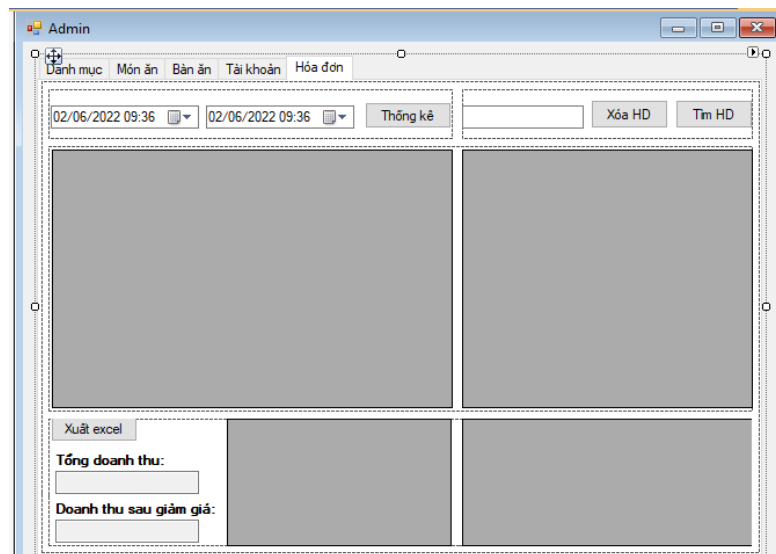 Admin
Danh mục Món ăn Bàn ăn Tài khoản Hóa đơn
02/06/2022 09:36 02/06/2022 09:36 Thống kê Xóa HD Tìm HD
Xuất excel
Tổng doanh thu:
Doanh thu sau giảm giá: